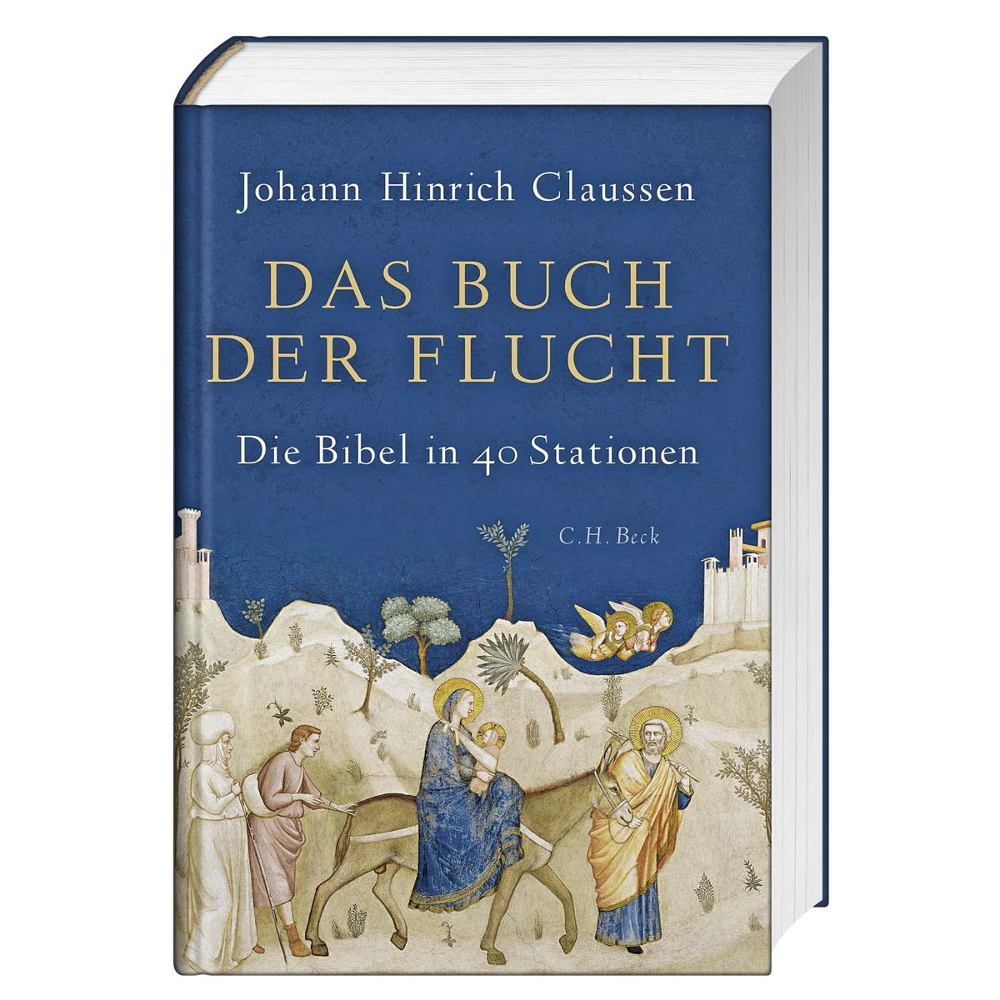 Johann Hinrich Claussen
DAS BUCH
DER FLUCHT
Die Bibel in 40 Stationen
C.H.Beck